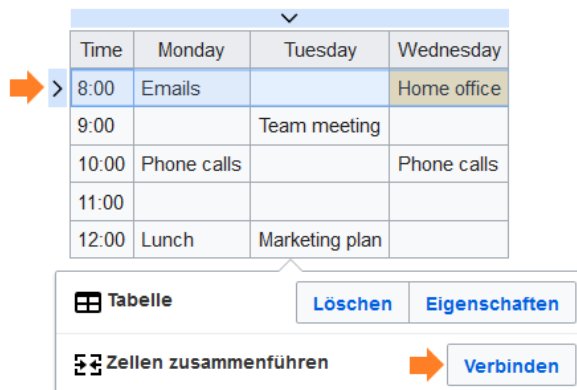 Time Monday Tuesday Wednesday
8:00 Emails Home office
9:00 Team meeting
10:00 Phone calls Phone calls
11:00
12:00 Lunch Marketing plan
Tabelle Löschen Eigenschaften
Zellen zusammenführen Verbinden